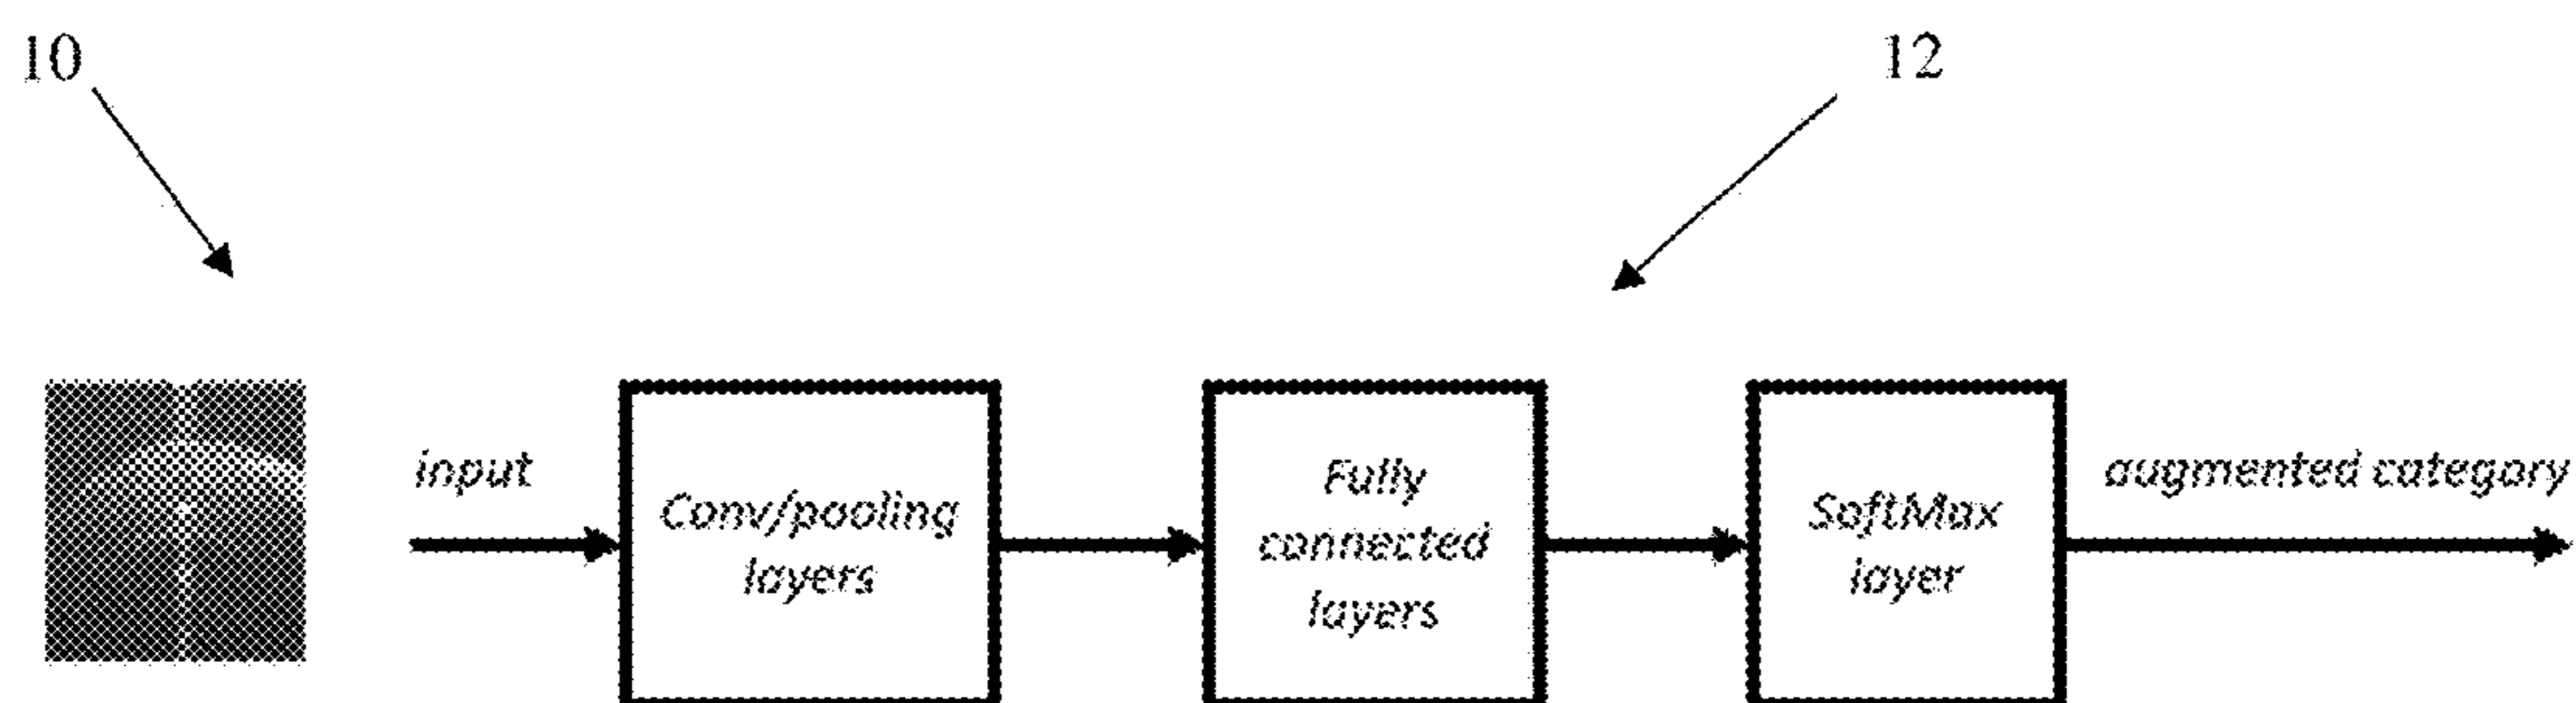 10
12
input
Conv/pooling
layers
Fully
connected
layers
SoftMax
layer
augmented category